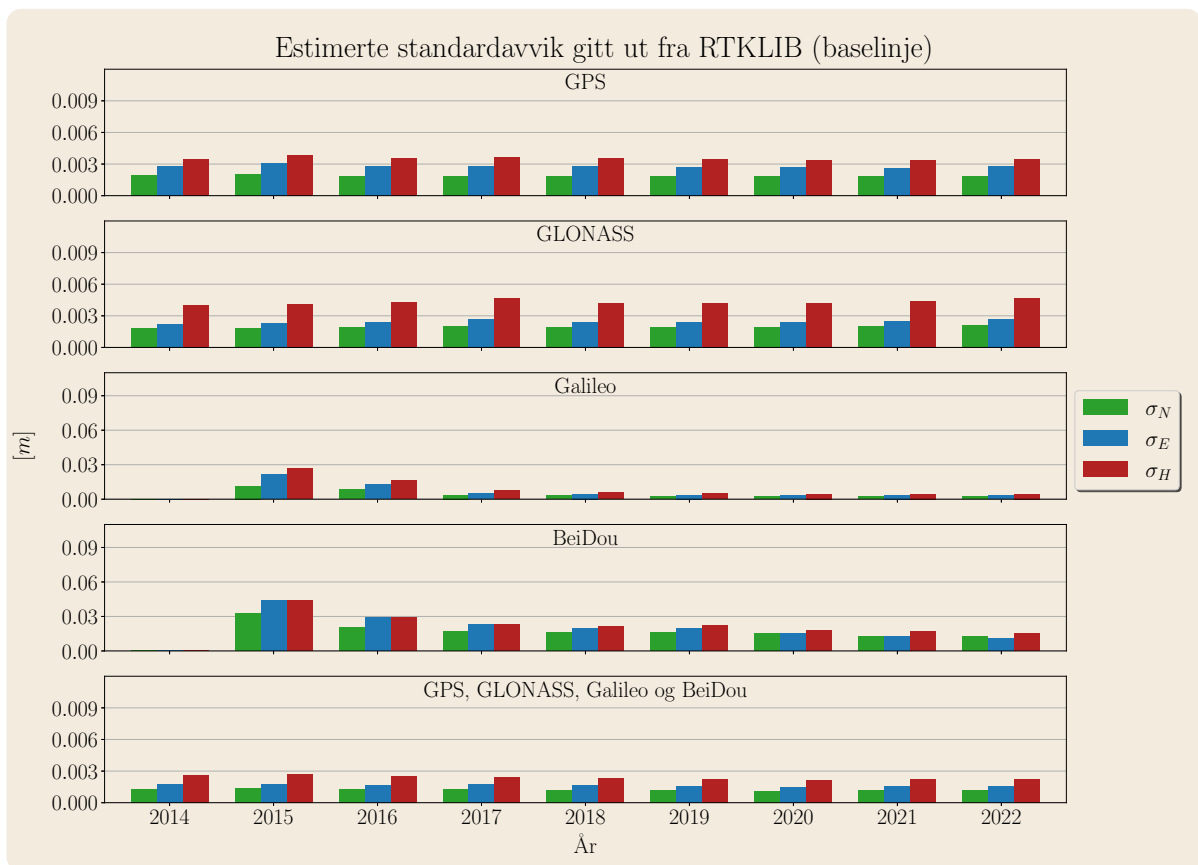 Estimerte standardavvik gitt ut fra RTKLIB (baselinje)
GPS
0.009
0.006
0.003
0.000
GLONASS
0.009
0.006
0.003
0.000
Galileo
0.09
0.06
0.03
0.00
BeiDou
0.09
0.06
0.03
0.00
GPS, GLONASS, Galileo og BeiDou
0.009
0.006
0.003
0.000
2014 2015 2016 2017 2018 2019 2020 2021 2022
År
[m]
σ_N
σ_E
σ_H